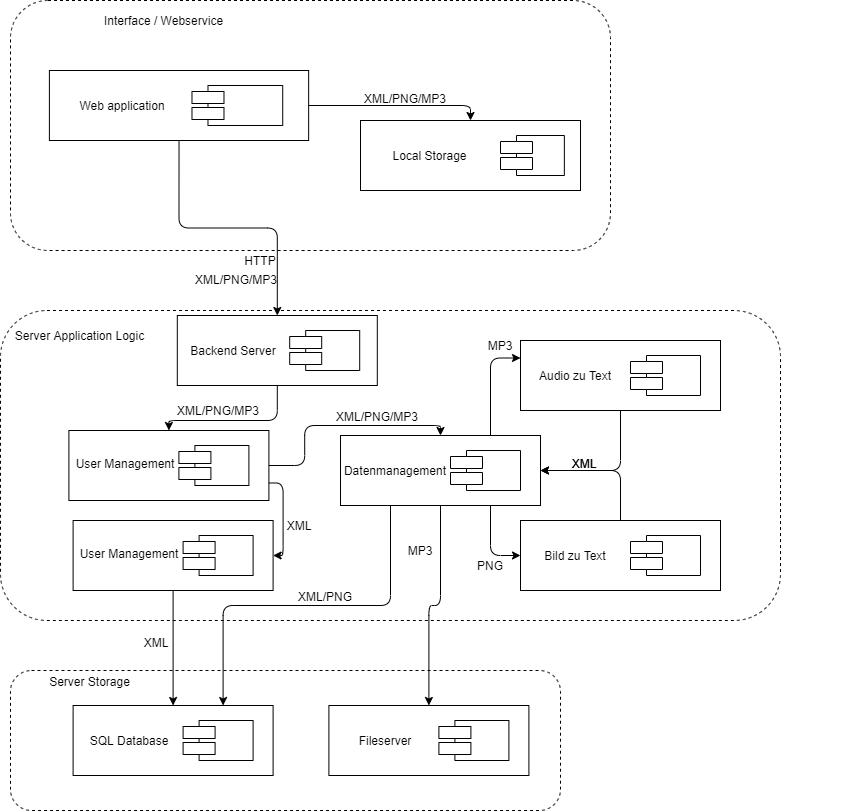 Interface / Webservice
Web application
XML/PNG/MP3
Local Storage
HTTP
XML/PNG/MP3
Server Application Logic
Backend Server
MP3
Audio zu Text
XML/PNG/MP3
XML/PNG/MP3
User Management
Datenmanagement
XML
XML
User Management
MP3
PNG
Bild zu Text
XML/PNG
XML
Server Storage
SQL Database
Fileserver